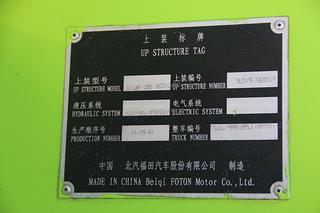 上装标牌
UP STRUCTURE TAG
上装型号 上装编号
UP STRUCTURE MODEL UP STRUCTURE NUMBER
液压系统 电气系统
HYDRAULIC SYSTEM ELECTRIC SYSTEM
生产顺序号 整车编号
PRODUCTION NUMBER TRUCK NUMBER
中国 北汽福田汽车股份有限公司 制造
MADE IN CHINA Beiqi FOTON Motor Co., Ltd.